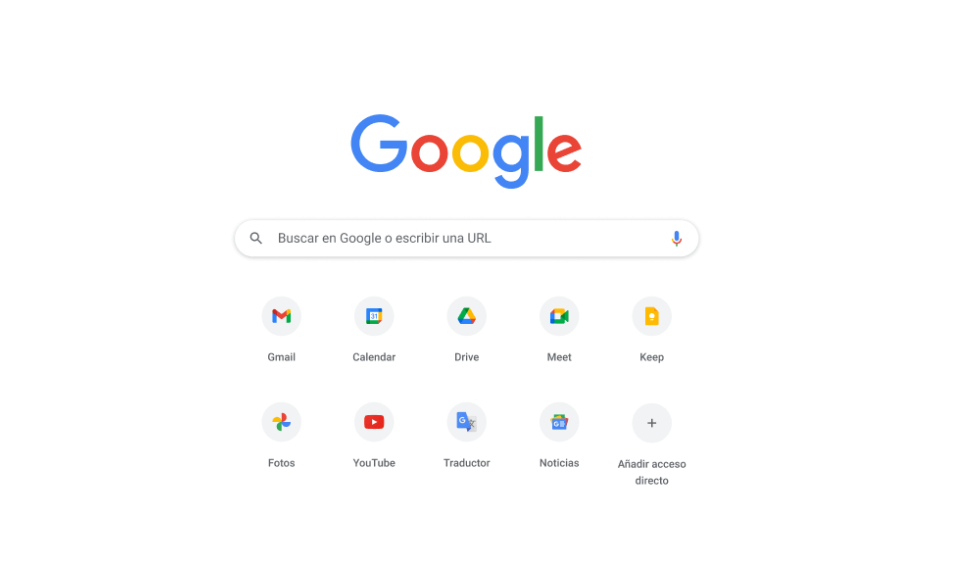 Google
Buscar en Google o escribir una URL
Gmail
Calendar
Drive
Meet
Keep
Fotos
YouTube
Traductor
Noticias
Añadir acceso
directo